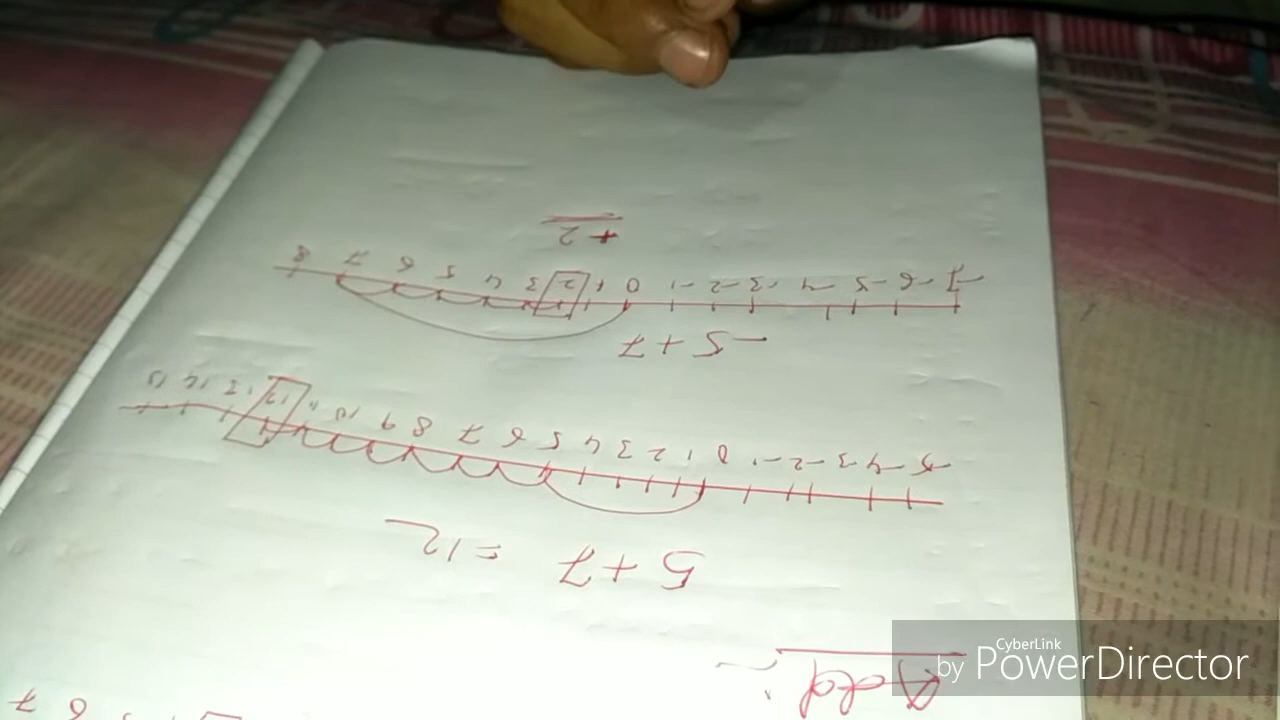 Add :-
5 + 7 = 12
-5 -4 -3 -2 -1 0 1 2 3 4 5 6 7 8 9 10 11 12 13 14 15
-5 + 7
-7 -6 -5 -4 -3 -2 -1 0 1 2 3 4 5 6 7 8
+2
6 7
CyberLink
by PowerDirector